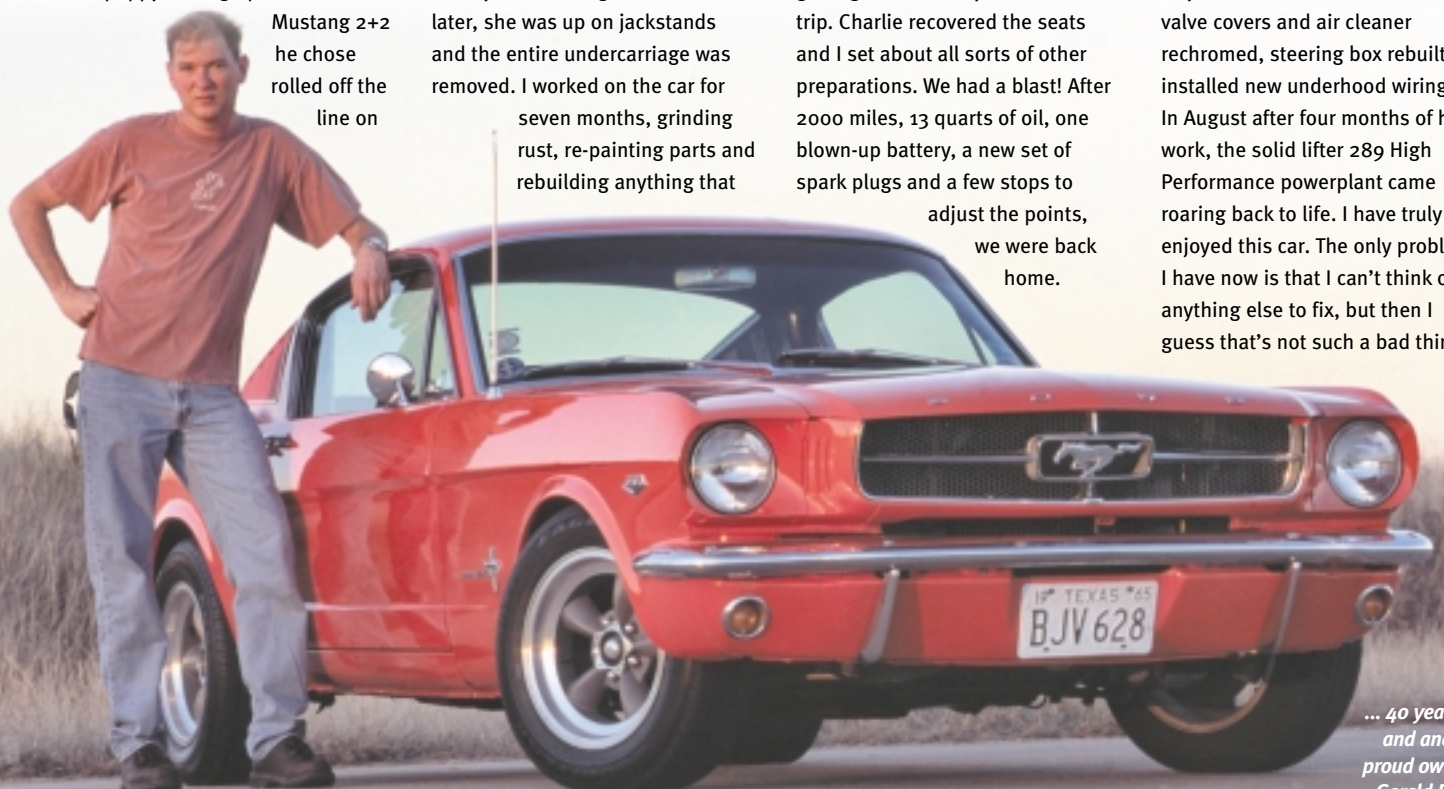 Mustang 2+2
he chose
rolled off the
line on
later, she was up on jackstands
and the entire undercarriage was
removed. I worked on the car for
seven months, grinding
rust, re-painting parts and
rebuilding anything that
trip. Charlie recovered the seats
and I set about all sorts of other
preparations. We had a blast! After
2000 miles, 13 quarts of oil, one
blown-up battery, a new set of
spark plugs and a few stops to
adjust the points,
we were back
home.
valve covers and air cleaner
rechromed, steering box rebuilt
installed new underhood wiring
In August after four months of
work, the solid lifter 289 High
Performance powerplant came
roaring back to life. I have truly
enjoyed this car. The only
I have now is that I can't think
anything else to fix, but then I
guess that's not such a bad
19 TEXAS 65
BJV 628
... 40
and
proud